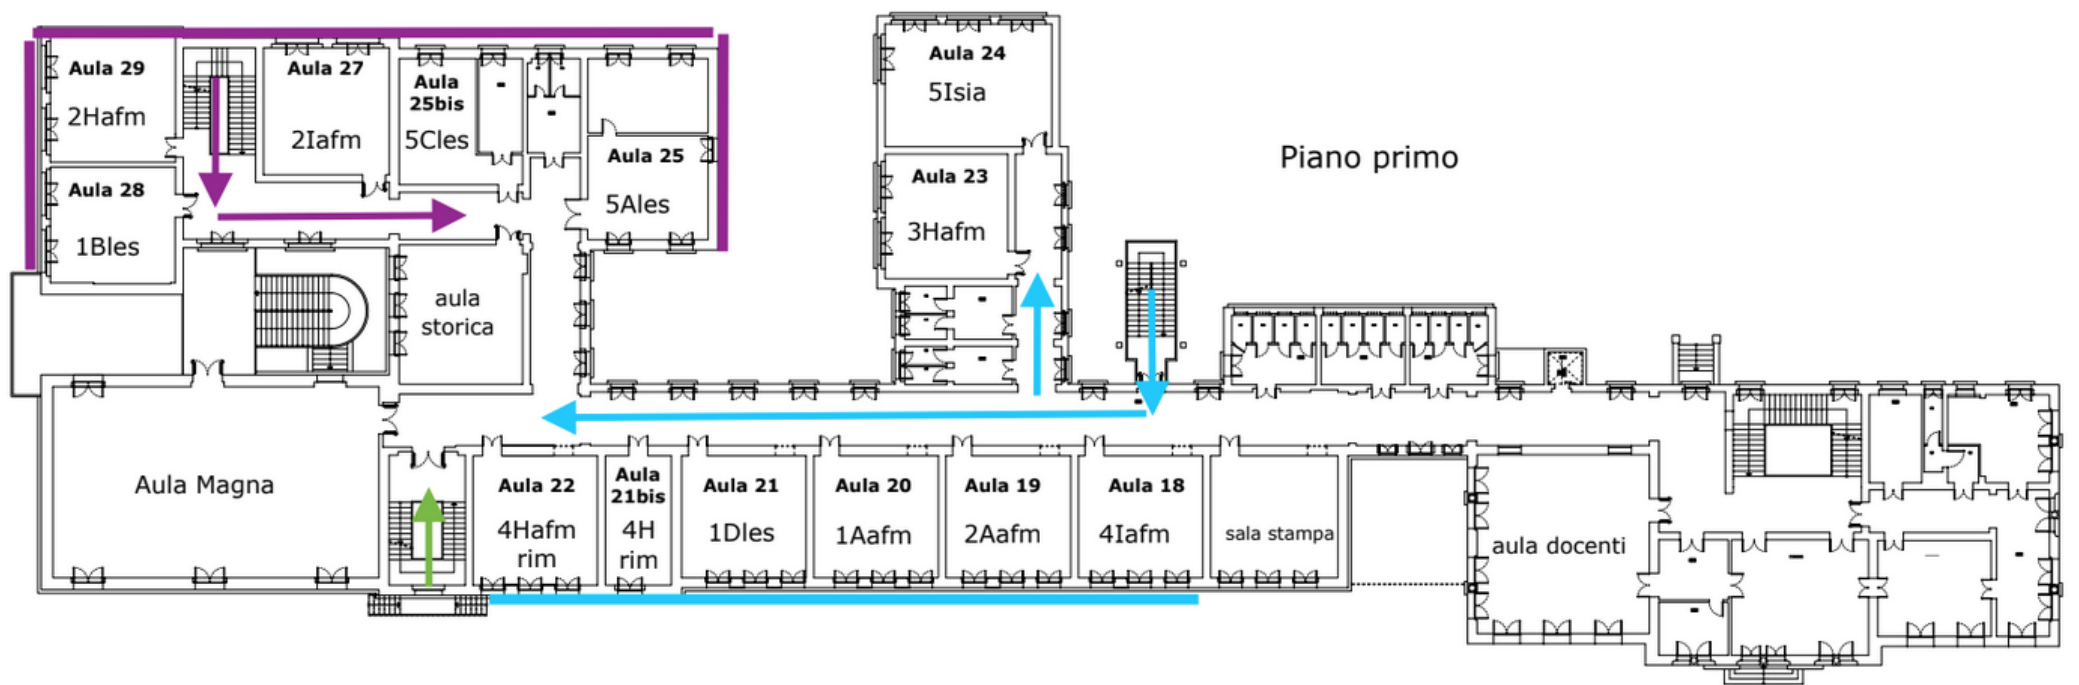 Aula 29
2Hafm
Aula 27
2Iafm
Aula
25bis
5Cles
Aula 25
5Ales
Aula 28
1Bles
aula
storica
Aula 24
5Isia
Aula 23
3Hafm
Piano primo
Aula Magna
Aula 22
4Hafm
rim
Aula
21bis
4H
rim
Aula 21
1Dles
Aula 20
1Aafm
Aula 19
2Aafm
Aula 18
4Iafm
sala stampa
aula docenti